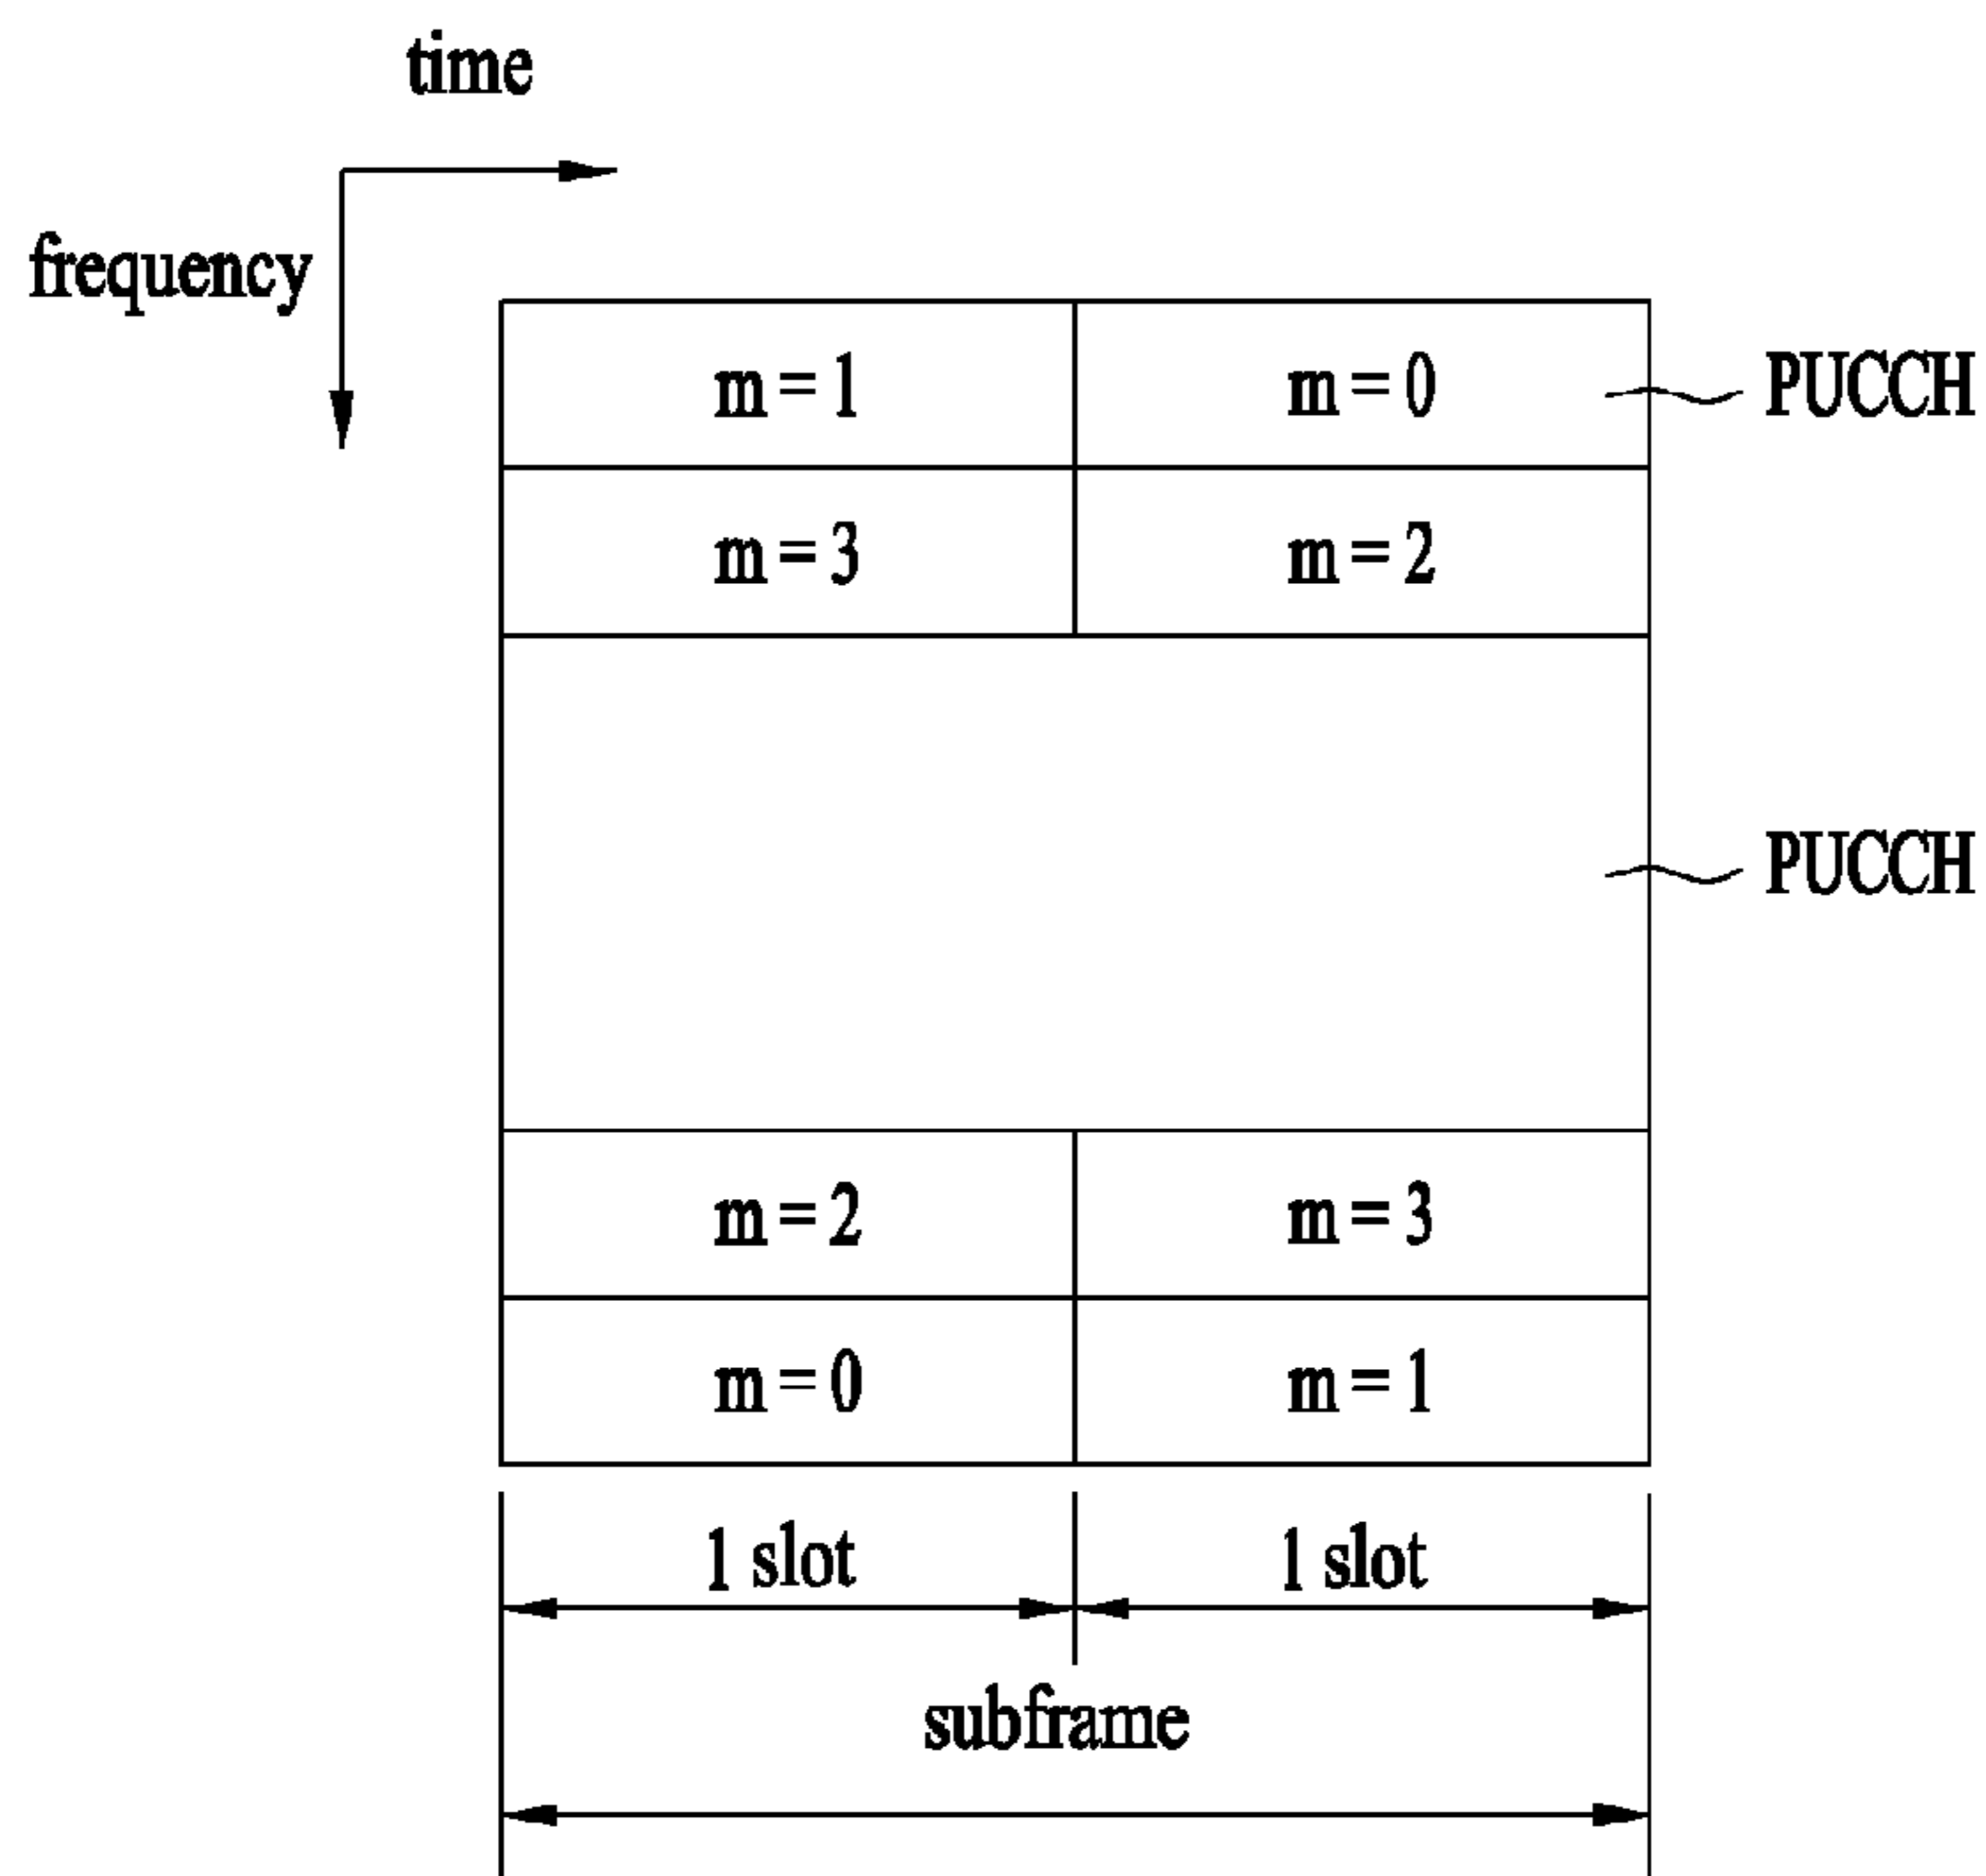 time
frequency
m = 1 m = 0 PUCCH
m = 3 m = 2
PUCCH
m = 2 m = 3
m = 0 m = 1
1 slot 1 slot
subframe